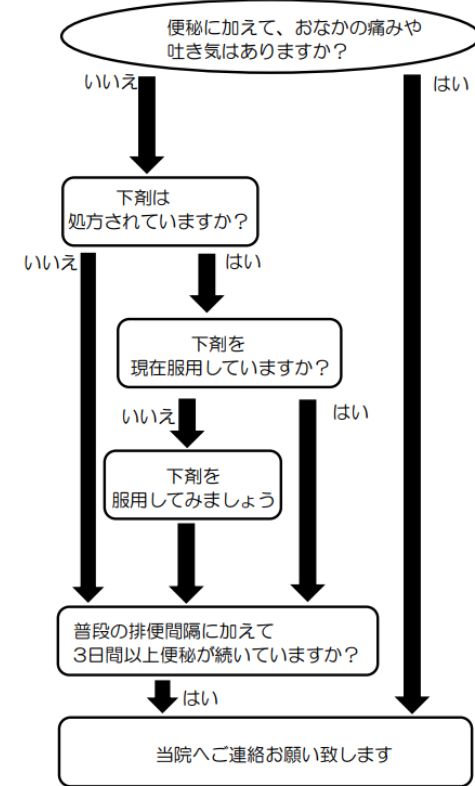 便秘に加えて、おなかの痛みや
吐き気はありますか？
いいえ
はい
下剤は
処方されていますか？
いいえ
はい
下剤を
現在服用していますか？
いいえ
はい
下剤を
服用してみましょう
普段の排便間隔に加えて
3日間以上便秘が続いていますか？
はい
当院へご連絡お願い致します